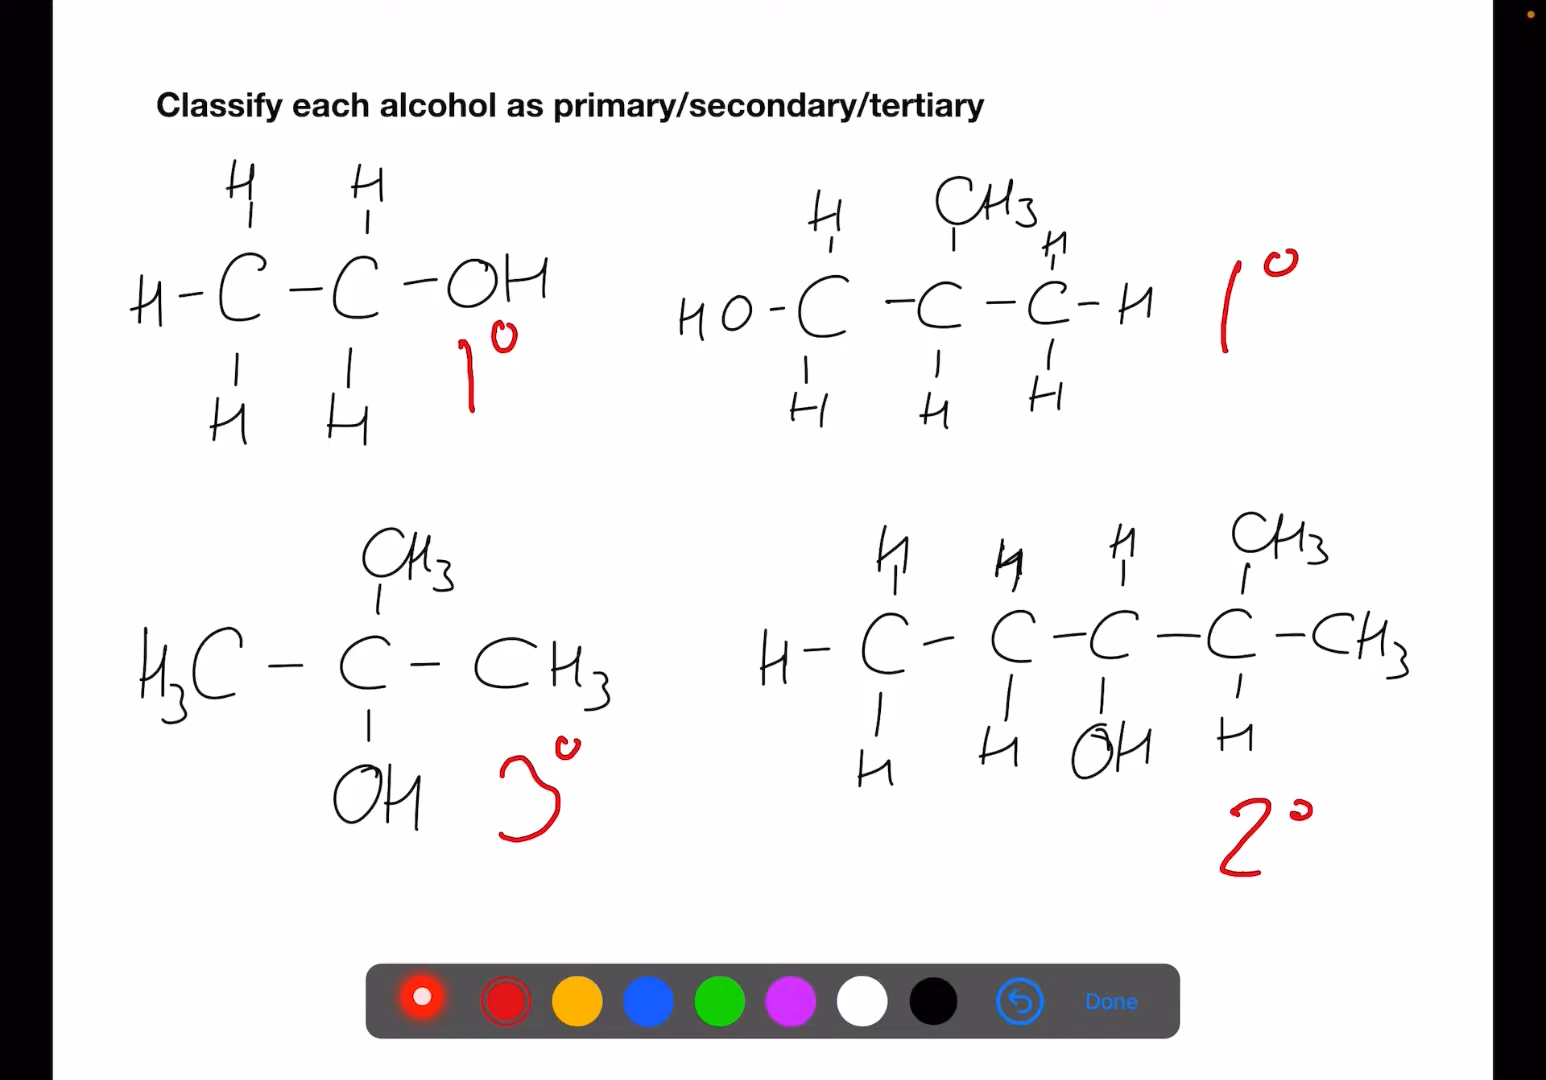 Classify each alcohol as primary/secondary/tertiary
H H
H-C-C-OH
H H
1°
H CH3 H
HO-C-C-C-H
H H H
1°
CH3
H3C-C-CH3
OH
3°
H H H CH3
H-C-C-C-C-CH3
H H OH H
2°
Done